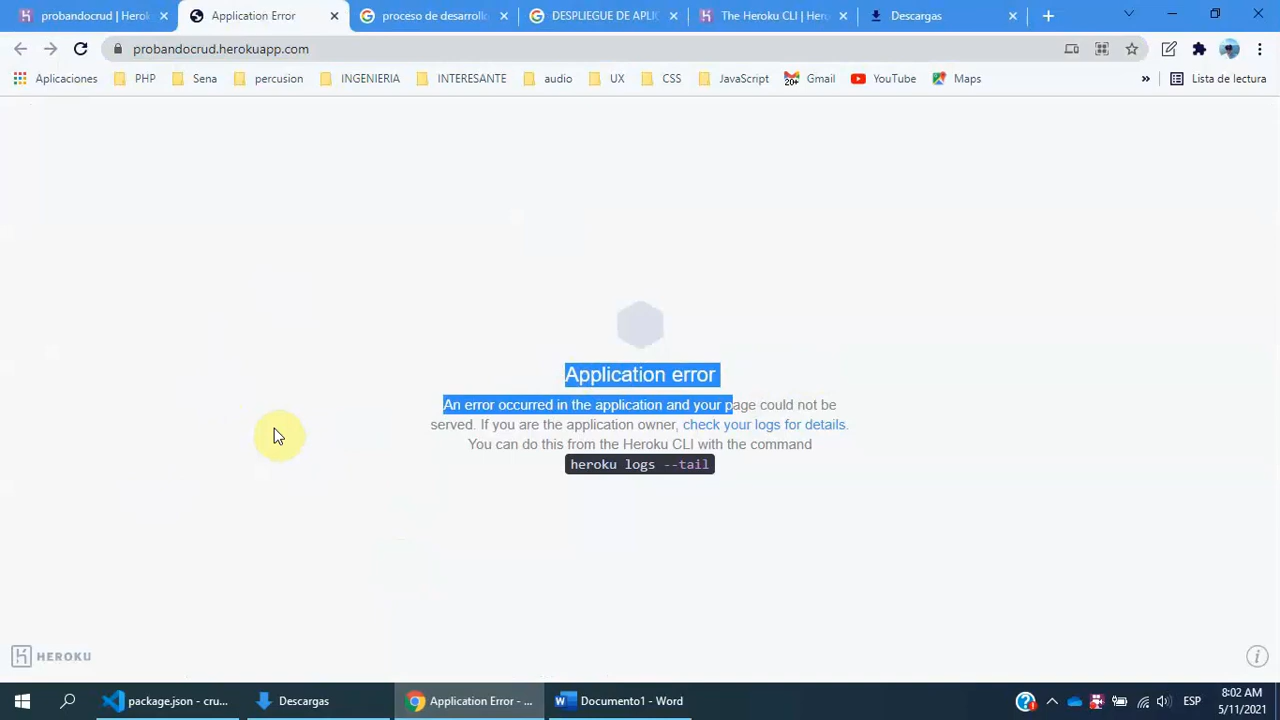 probandocrud | Herok
Application Error
proceso de desarrollo
DESPLIEGUE DE APLIC
The Heroku CLI | Heru
Descargas
probandocrud.herokuapp.com
Aplicaciones
PHP
Sena
percusion
INGENIERIA
INTERESANTE
audio
UX
CSS
JavaScript
20+
Gmail
YouTube
Maps
»
Lista de lectura
Application error
An error occurred in the application and your page could not be
served. If you are the application owner, check your logs for details.
You can do this from the Heroku CLI with the command
heroku logs --tail
HEROKU
package.json - cru...
Descargas
Application Error - ...
Documento1 - Word
ESP
8:02 AM
5/11/2021